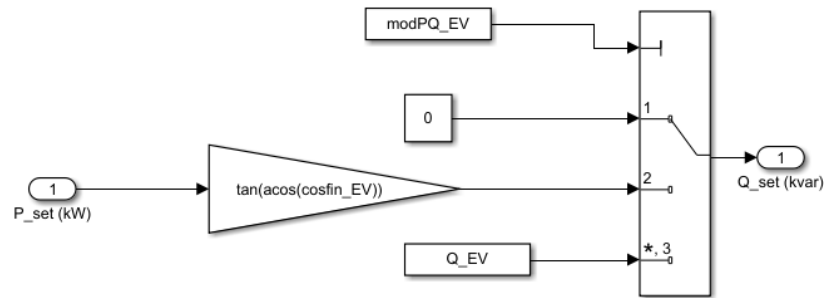 modPQ_EV
0
1
1
P_set (kW)
tan(acos(cosfin_EV))
2
1
Q_set (kvar)
Q_EV
*, 3